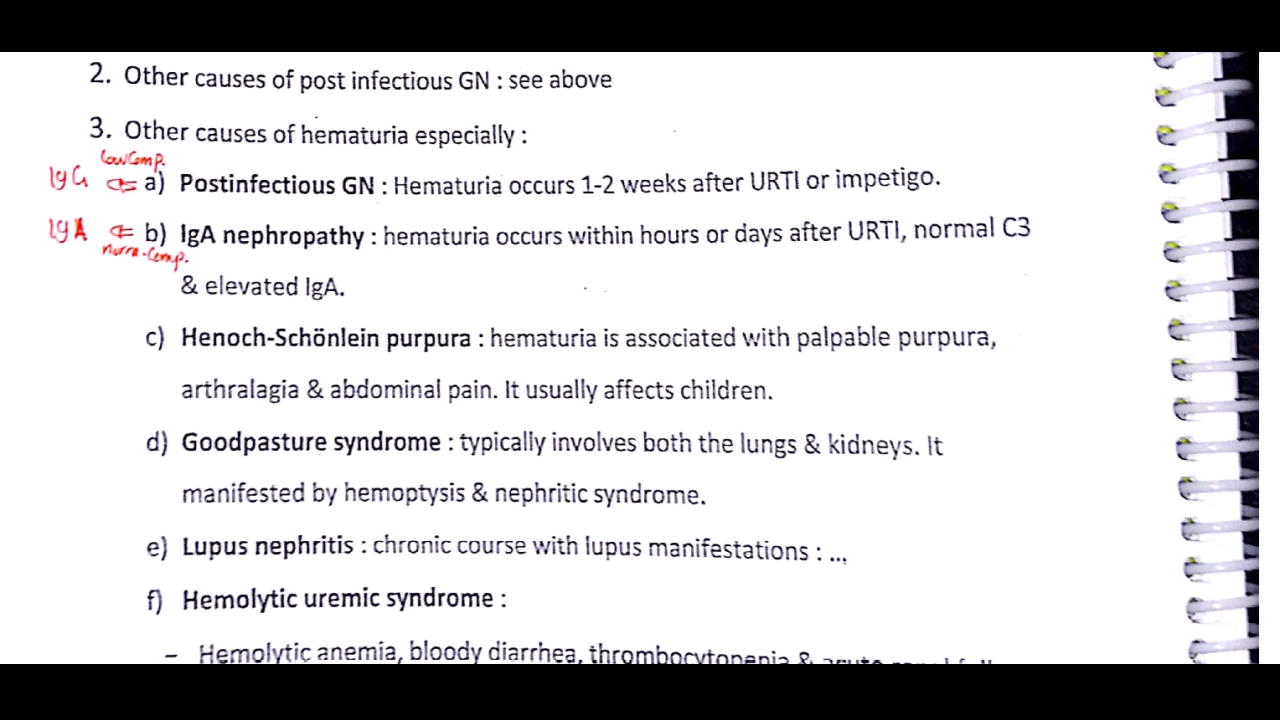 2. Other causes of post infectious GN : see above
3. Other causes of hematuria especially :
Low Comp.
IgG ⇐ a) Postinfectious GN : Hematuria occurs 1-2 weeks after URTI or impetigo.
IgA ⇐ b) IgA nephropathy : hematuria occurs within hours or days after URTI, normal C3
norm. Comp.
& elevated IgA.
c) Henoch-Schönlein purpura : hematuria is associated with palpable purpura,
arthralagia & abdominal pain. It usually affects children.
d) Goodpasture syndrome : typically involves both the lungs & kidneys. It
manifested by hemoptysis & nephritic syndrome.
e) Lupus nephritis : chronic course with lupus manifestations : ...
f) Hemolytic uremic syndrome :
– Hemolytic anemia, bloody diarrhea, thrombocytopenia & acute